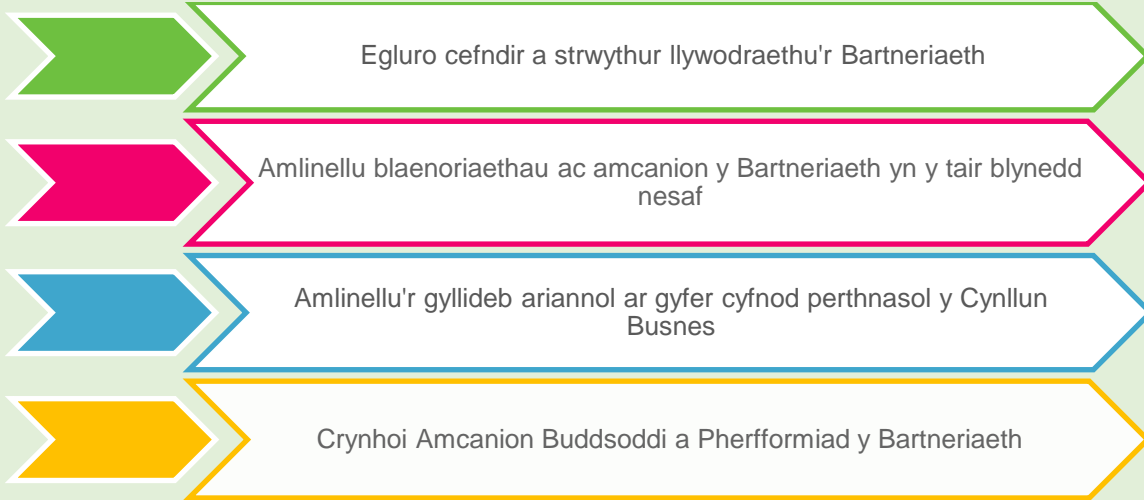 Egluro cefndir a strwythur llywodraethu'r Bartneriaeth
Amlinellu blaenoriaethau ac amcanion y Bartneriaeth yn y tair blynedd
nesaf
Amlinellu'r gyllideb ariannol ar gyfer cyfnod perthnasol y Cynllun
Busnes
Crynhoi Amcanion Buddsoddi a Pherfformiad y Bartneriaeth